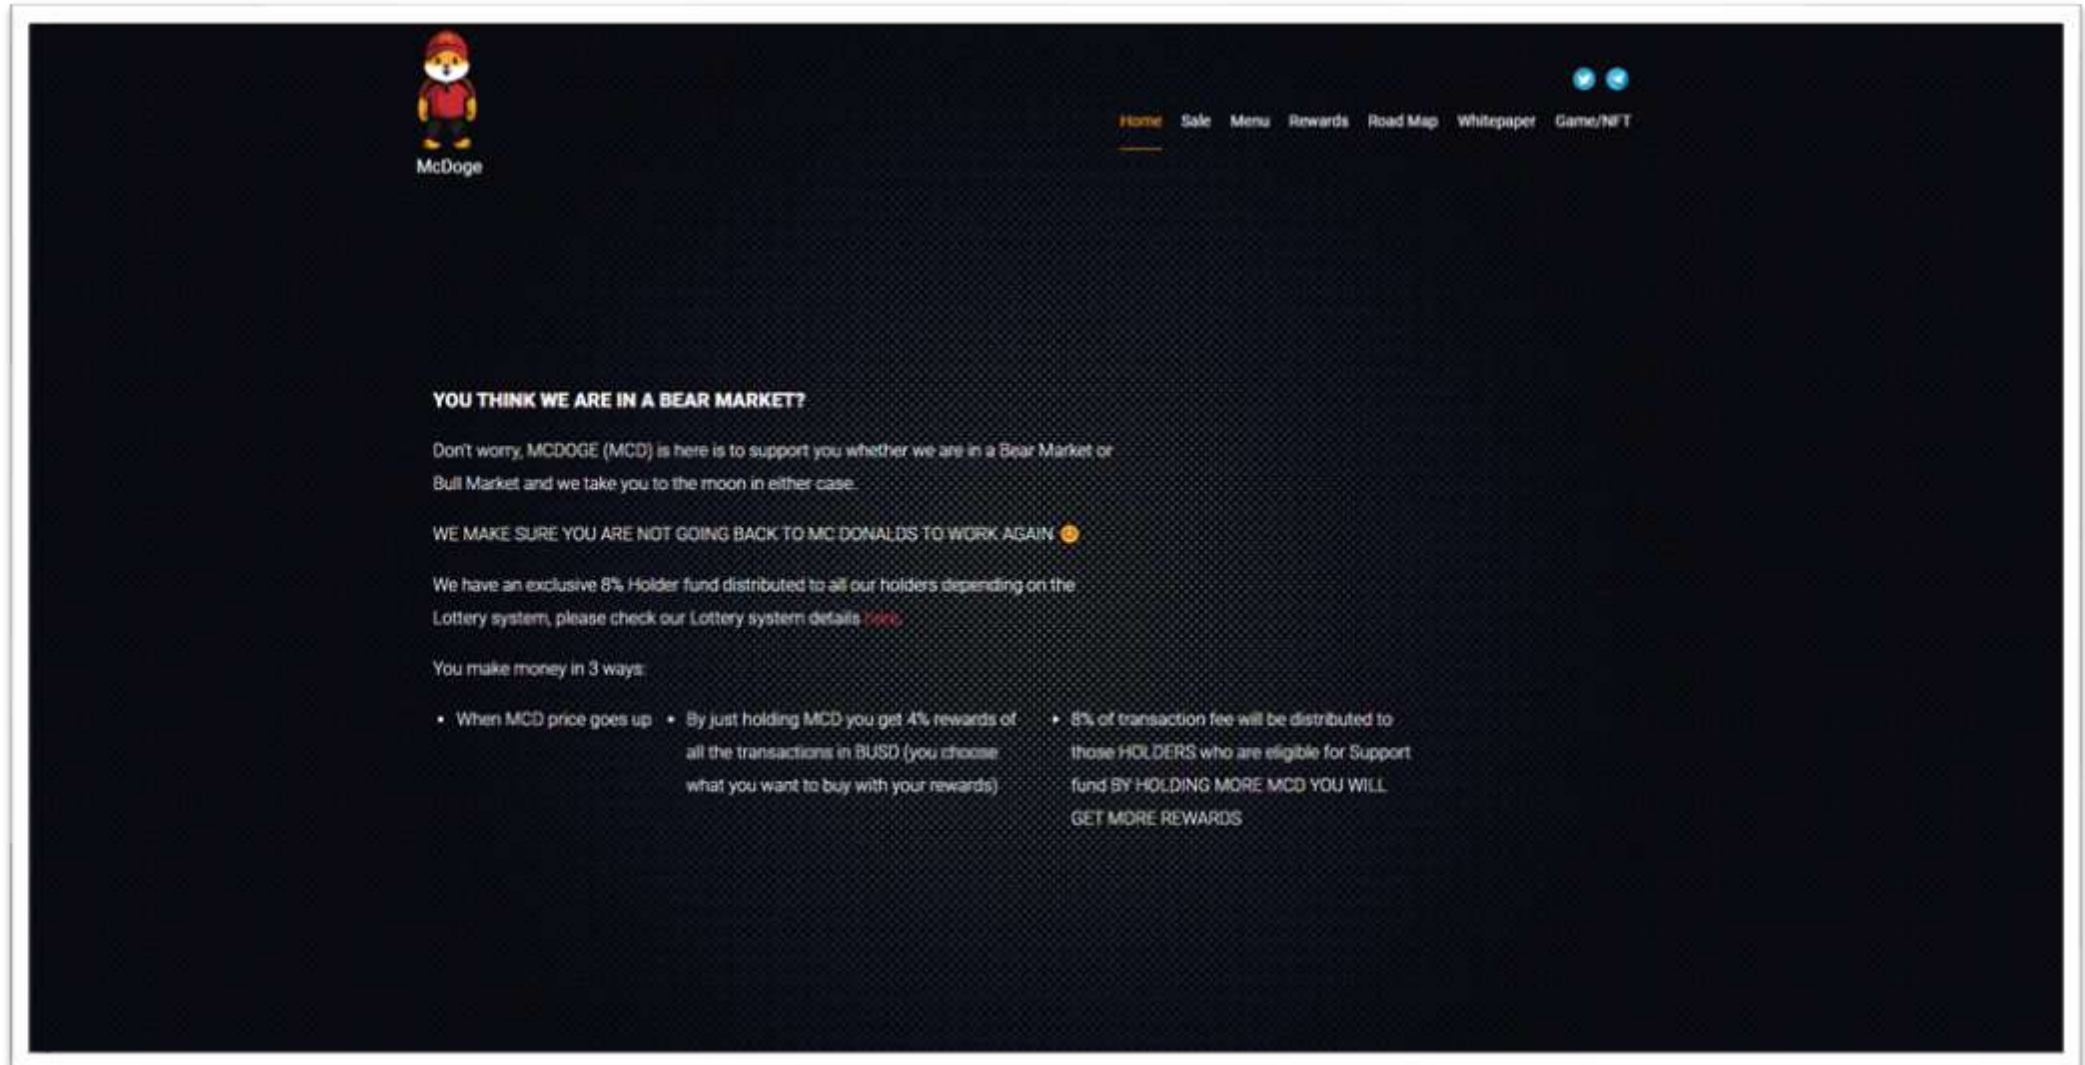 McDoge
Home Sale Menu Rewards Road Map Whitepaper Game/NFT
YOU THINK WE ARE IN A BEAR MARKET?
Don't worry, MCDOGE (MCD) is here is to support you whether we are in a Bear Market or
Bull Market and we take you to the moon in either case.
WE MAKE SURE YOU ARE NOT GOING BACK TO MC DONALDS TO WORK AGAIN
We have an exclusive 8% Holder fund distributed to all our holders depending on the
Lottery system, please check our Lottery system details here.
You make money in 3 ways:
• When MCD price goes up
• By just holding MCD you get 4% rewards of
all the transactions in BUSD (you choose
what you want to buy with your rewards)
• 8% of transaction fee will be distributed to
those HOLDERS who are eligible for Support
fund BY HOLDING MORE MCD YOU WILL
GET MORE REWARDS